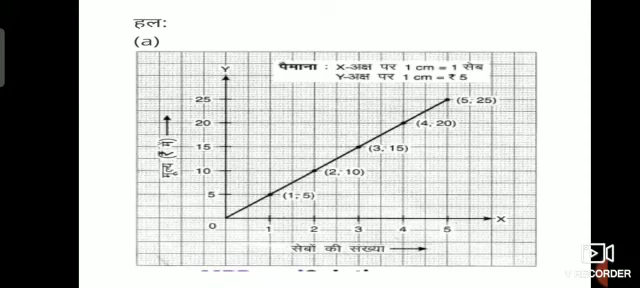 हल:
(a)
पैमाना : X-अक्ष पर 1 cm = 1 सेब
Y-अक्ष पर 1 cm = ₹ 5
Y
25
20
15
10
5
0
1
2
3
4
5
X
(5, 25)
(4, 20)
(3, 15)
(2, 10)
(1, 5)
मूल्य (₹ में)
सेबों की संख्या
V RECORDER